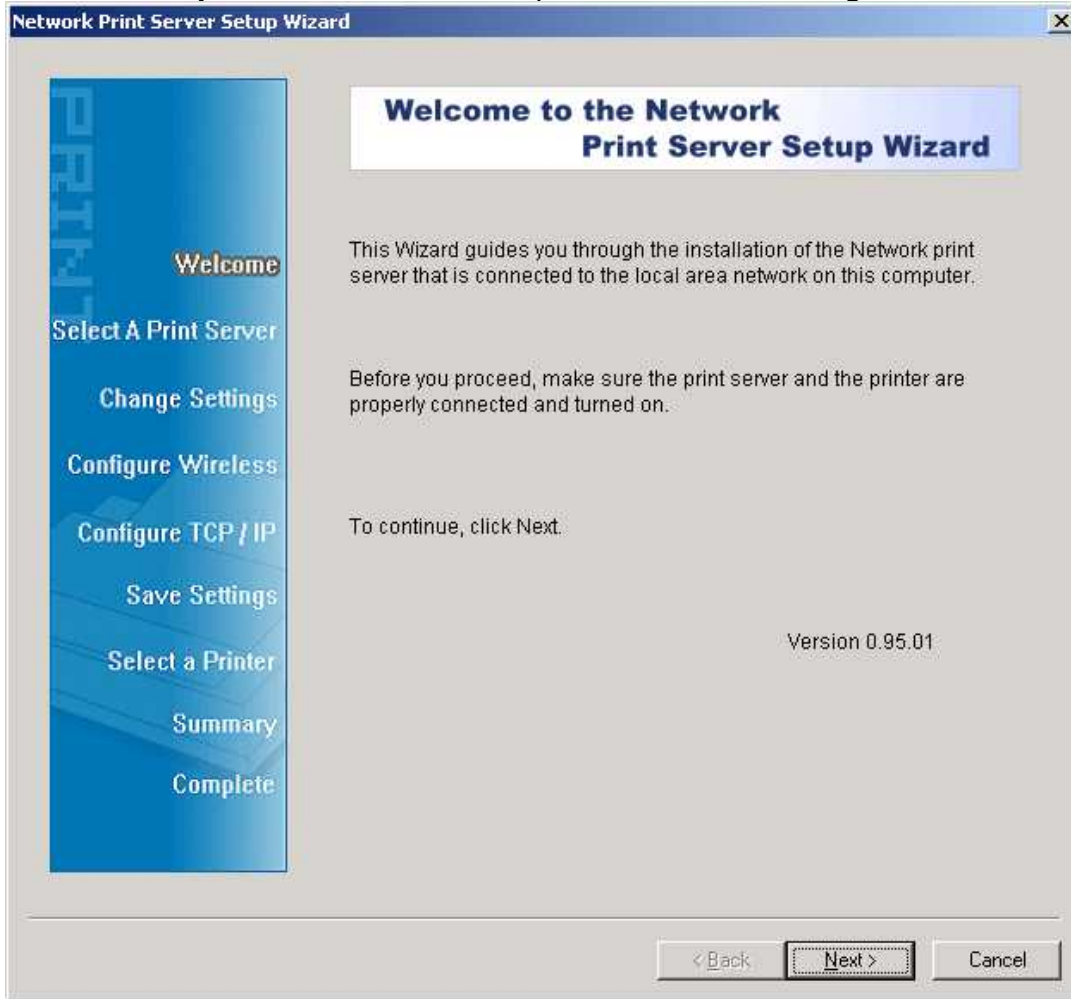 Network Print Server Setup Wizard
PRINT
Welcome to the Network
Print Server Setup Wizard
Welcome
Select A Print Server
Change Settings
Configure Wireless
Configure TCP / IP
Save Settings
Select a Printer
Summary
Complete
This Wizard guides you through the installation of the Network print
server that is connected to the local area network on this computer.
Before you proceed, make sure the print server and the printer are
properly connected and turned on.
To continue, click Next.
Version 0.95.01
< Back
Next >
Cancel